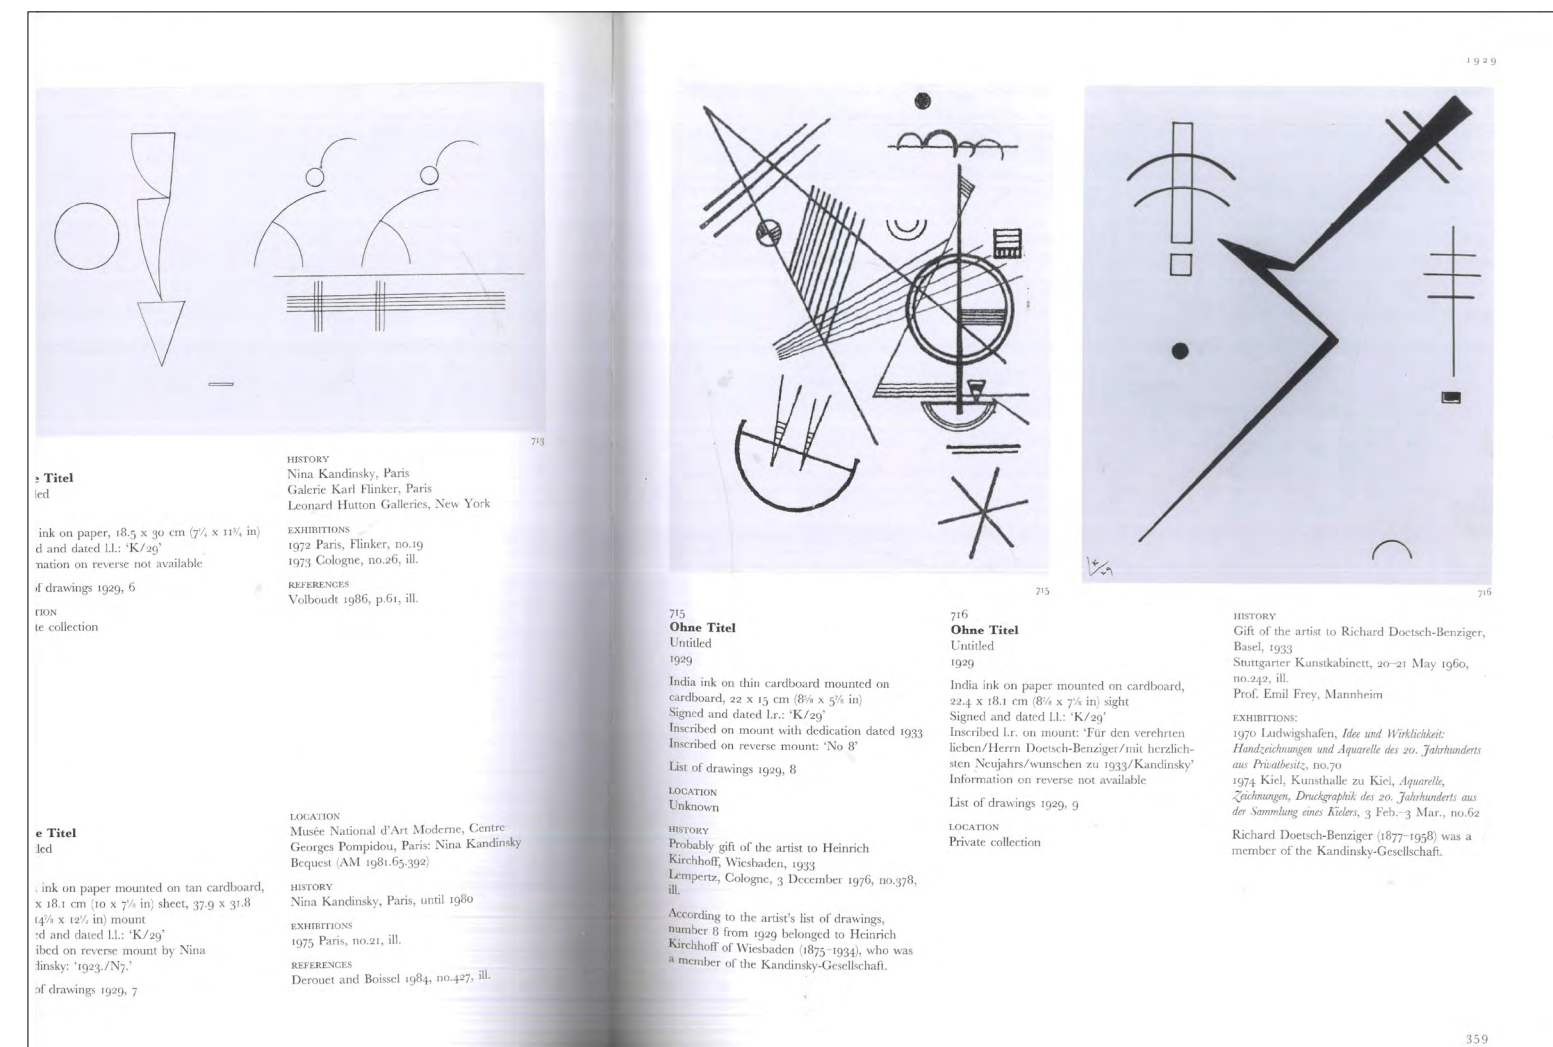 713
e Titel
led
ink on paper, 18.5 x 30 cm (7¼ x 11¾ in)
d and dated l.l.: ‘K/29’
mation on reverse not available
of drawings 1929, 6
TION
te collection
HISTORY
Nina Kandinsky, Paris
Galerie Karl Flinker, Paris
Leonard Hutton Galleries, New York
EXHIBITIONS
1972 Paris, Flinker, no.19
1973 Cologne, no.26, ill.
REFERENCES
Volboudt 1986, p.61, ill.
e Titel
led
ink on paper mounted on tan cardboard,
x 18.1 cm (10 x 7⅛ in) sheet, 37.9 x 31.8
14⅞ x 12½ in) mount
ed and dated l.l.: ‘K/29’
ibed on reverse mount by Nina
dinsky: ‘1923./N7.’
of drawings 1929, 7
LOCATION
Musée National d’Art Moderne, Centre
Georges Pompidou, Paris: Nina Kandinsky
Bequest (AM 1981.65.392)
HISTORY
Nina Kandinsky, Paris, until 1980
EXHIBITIONS
1975 Paris, no.21, ill.
REFERENCES
Derouet and Boissel 1984, no.427, ill.
1929
715
K/29
716
715
Ohne Titel
Untitled
1929
India ink on thin cardboard mounted on
cardboard, 22 x 15 cm (8⅝ x 5⅞ in)
Signed and dated l.r.: ‘K/29’
Inscribed on mount with dedication dated 1933
Inscribed on reverse mount: ‘No 8’
List of drawings 1929, 8
LOCATION
Unknown
HISTORY
Probably gift of the artist to Heinrich
Kirchhoff, Wiesbaden, 1933
Lempertz, Cologne, 3 December 1976, no.378,
ill.
According to the artist’s list of drawings,
number 8 from 1929 belonged to Heinrich
Kirchhoff of Wiesbaden (1875–1934), who was
a member of the Kandinsky-Gesellschaft.
716
Ohne Titel
Untitled
1929
India ink on paper mounted on cardboard,
22.4 x 18.1 cm (8⅞ x 7⅛ in) sight
Signed and dated l.l.: ‘K/29’
Inscribed l.r. on mount: ‘Für den verehrten
lieben/Herrn Doetsch-Benziger/mit herzlich-
sten Neujahrs/wunschen zu 1933/Kandinsky’
Information on reverse not available
List of drawings 1929, 9
LOCATION
Private collection
HISTORY
Gift of the artist to Richard Doetsch-Benziger,
Basel, 1933
Stuttgarter Kunstkabinett, 20–21 May 1960,
no.242, ill.
Prof. Emil Frey, Mannheim
EXHIBITIONS:
1970 Ludwigshafen, Idee und Wirklichkeit:
Handzeichnungen und Aquarelle des 20. Jahrhunderts
aus Privatbesitz, no.70
1974 Kiel, Kunsthalle zu Kiel, Aquarelle,
Zeichnungen, Druckgraphik des 20. Jahrhunderts aus
der Sammlung eines Kielers, 3 Feb.–3 Mar., no.62
Richard Doetsch-Benziger (1877–1958) was a
member of the Kandinsky-Gesellschaft.
359